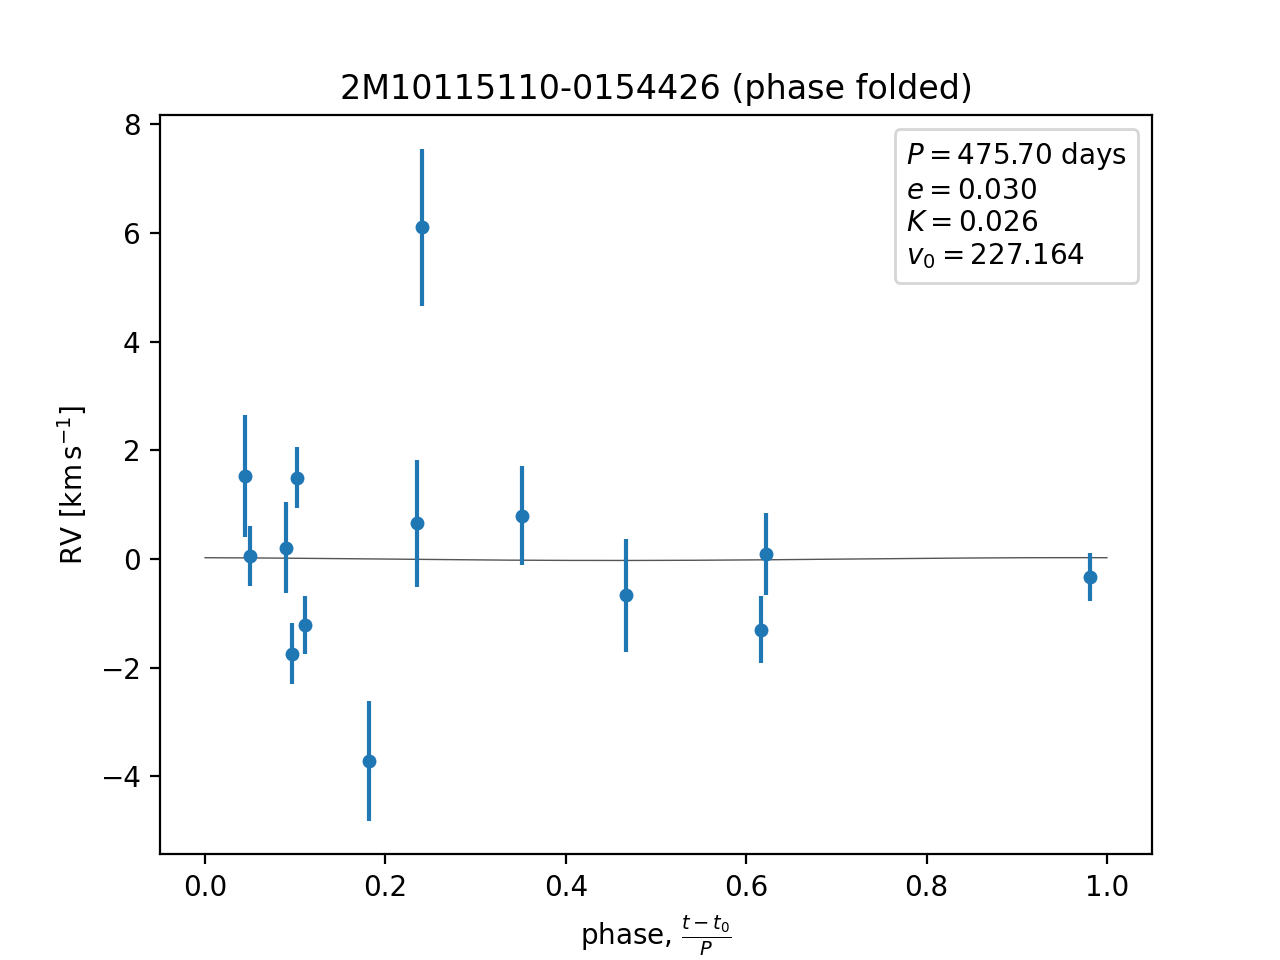 2M10115110-0154426 (phase folded)
P = 475.70 days
e = 0.030
K = 0.026
v₀ = 227.164
8
6
4
2
0
−2
−4
RV [km s⁻¹]
0.0 0.2 0.4 0.6 0.8 1.0
phase, (t − t₀)/P